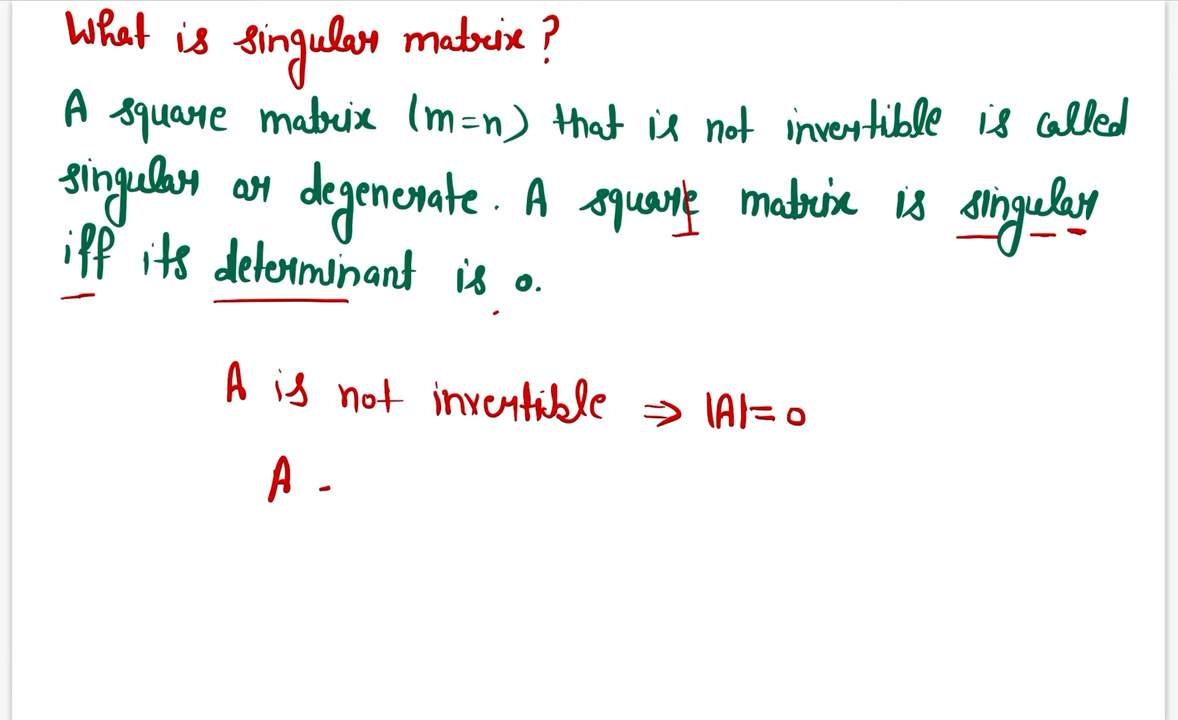 What is singular matrix?
A square matrix (m=n) that is not invertible is called
singular or degenerate. A square matrix is singular
iff its determinant is 0.
A is not invertible ⇒ |A|= 0
A -